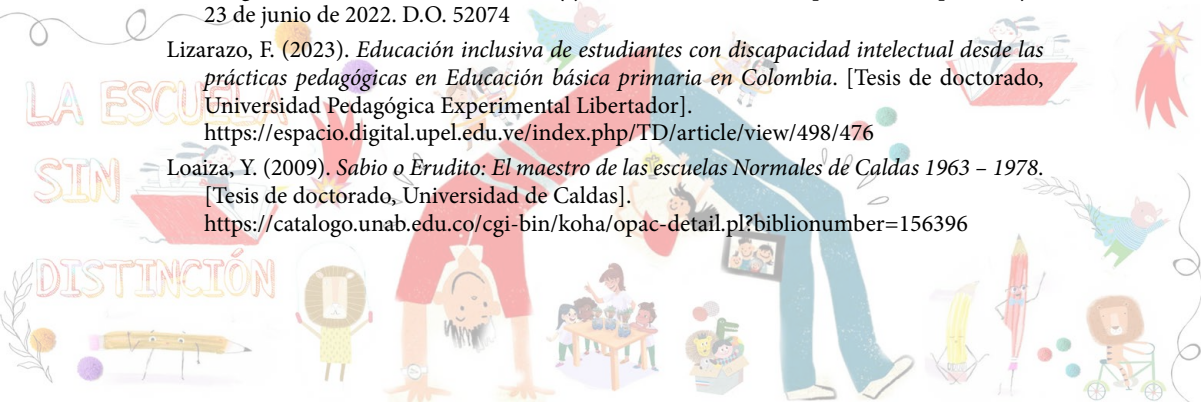 23 de junio de 2022. D.O. 52074
Lizarazo, F. (2023). Educación inclusiva de estudiantes con discapacidad intelectual desde las
prácticas pedagógicas en Educación básica primaria en Colombia. [Tesis de doctorado,
Universidad Pedagógica Experimental Libertador].
https://espacio.digital.upel.edu.ve/index.php/TD/article/view/498/476
Loaiza, Y. (2009). Sabio o Erudito: El maestro de las escuelas Normales de Caldas 1963 – 1978.
[Tesis de doctorado, Universidad de Caldas].
https://catalogo.unab.edu.co/cgi-bin/koha/opac-detail.pl?biblionumber=156396
LA ESCUELA
SIN
DISTINCIÓN